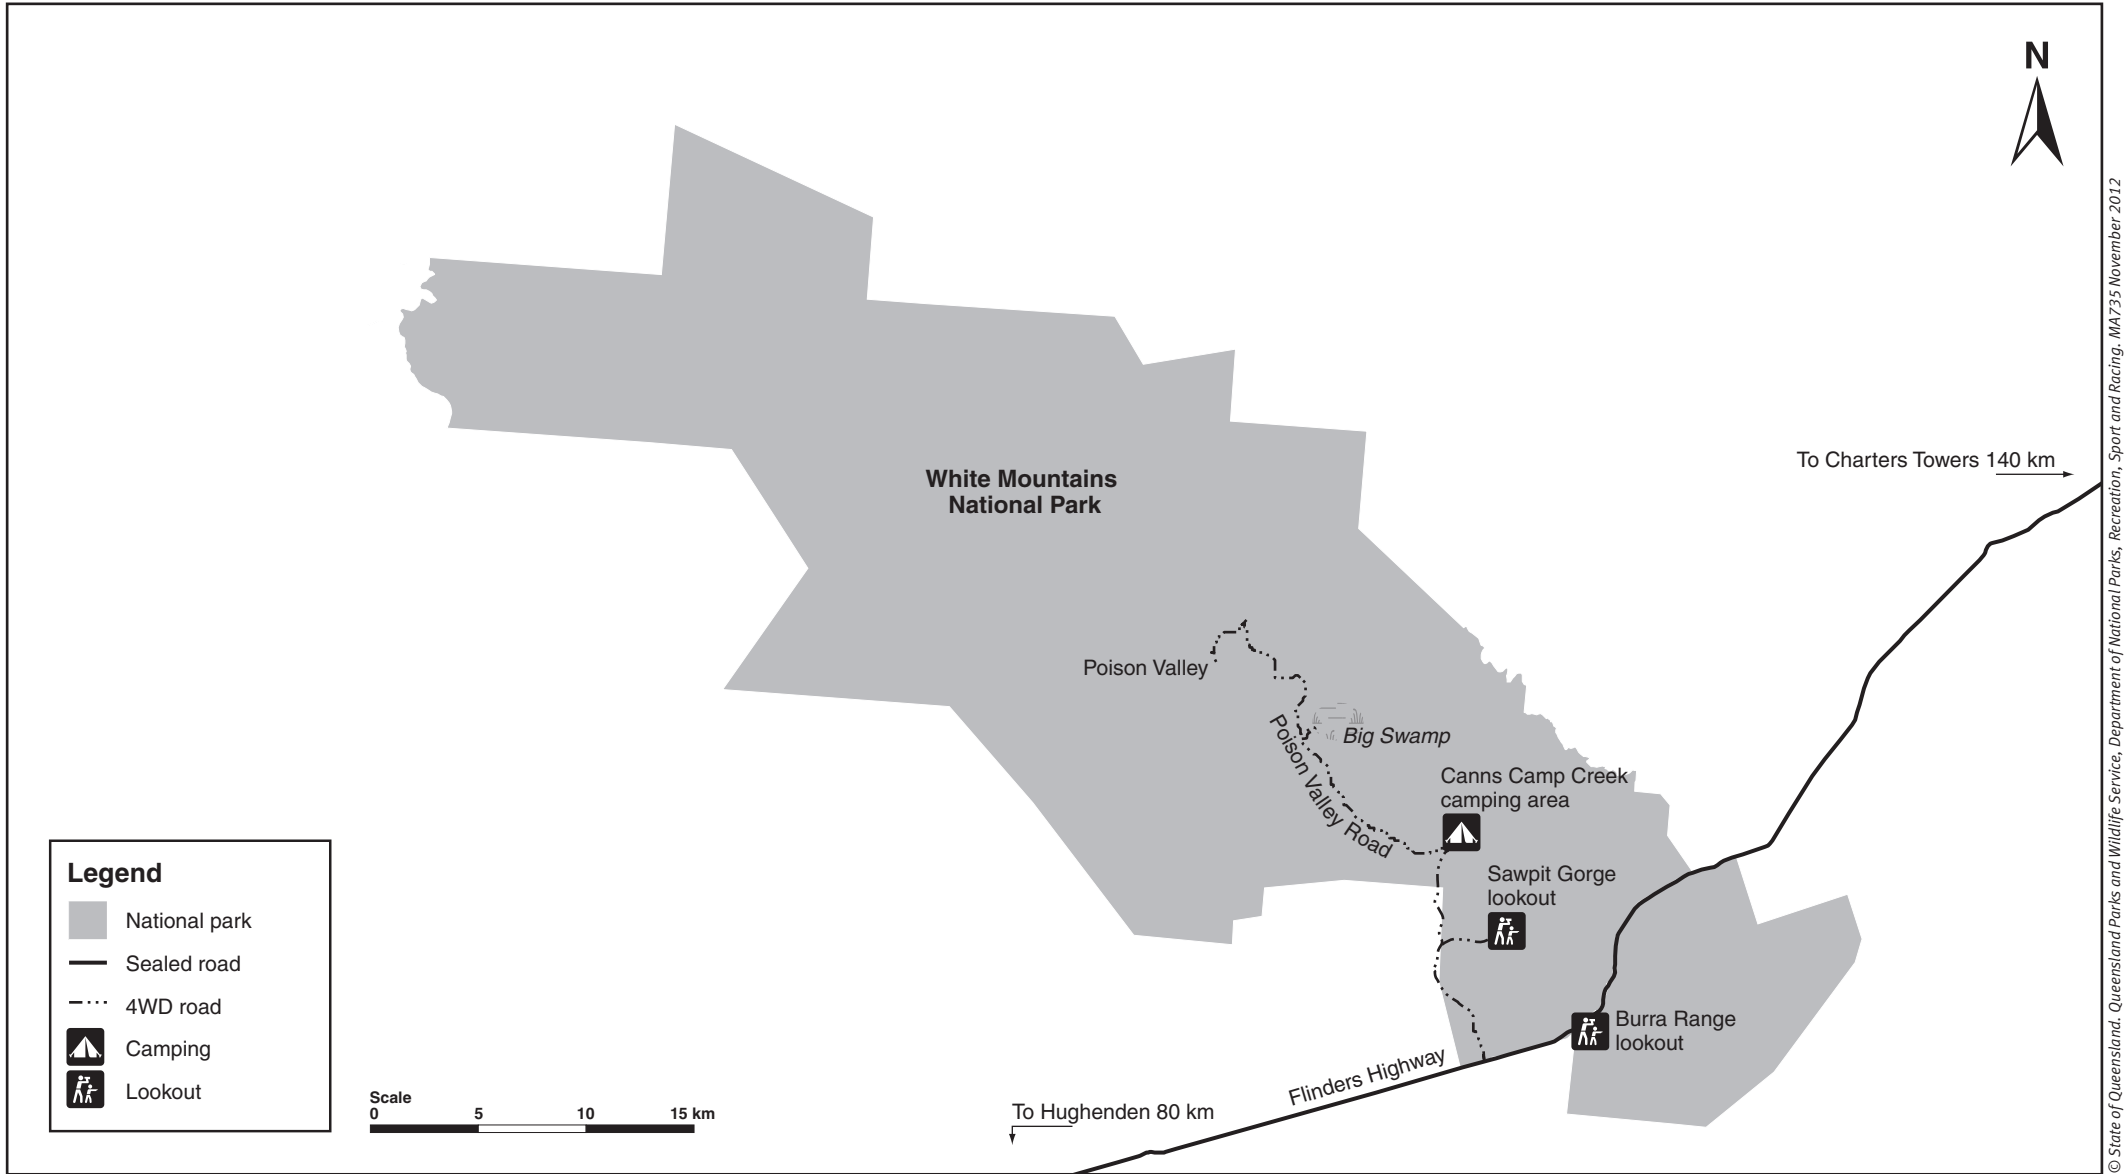 N
To Charters Towers 140 km
White Mountains
National Park
Poison Valley
Big Swamp
Poison Valley Road
Canns Camp Creek
camping area
Sawpit Gorge
lookout
Burra Range
lookout
Flinders Highway
To Hughenden 80 km
Legend
National park
Sealed road
4WD road
Camping
Lookout
Scale
0 5 10 15 km
© State of Queensland. Queensland Parks and Wildlife Service, Department of National Parks, Recreation, Sport and Racing. MA735 November 2012